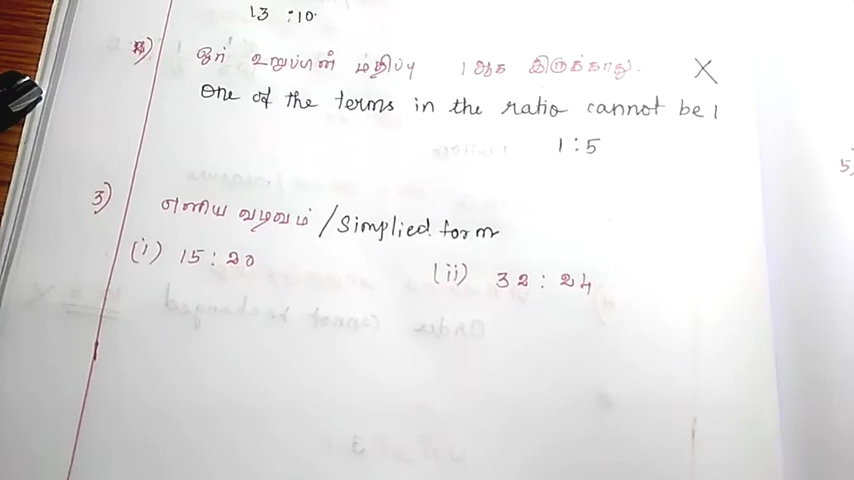 13 : 10.
ஓர் உறுப்பின் மதிப்பு 1 ஆக இருக்காது. X
One of the terms in the ratio cannot be 1
1 : 5
5)
3) எளிய வடிவம் / Simplied form
(i) 15 : 20 (ii) 32 : 24